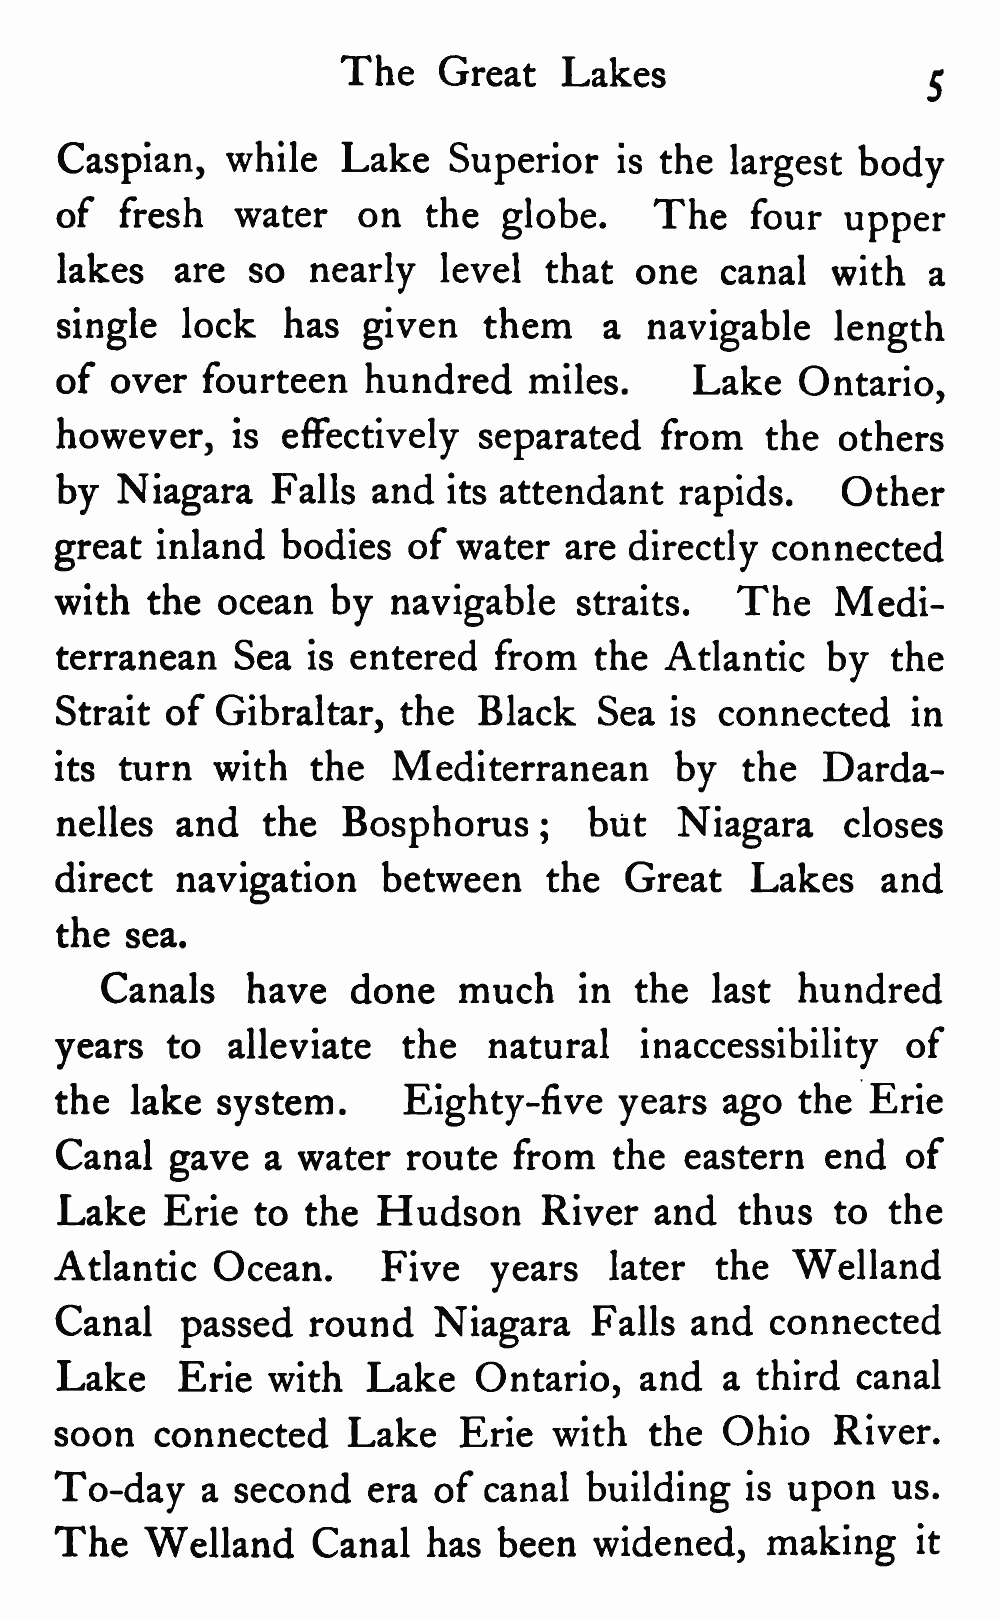 The Great Lakes 5
Caspian, while Lake Superior is the largest body
of fresh water on the globe. The four upper
lakes are so nearly level that one canal with a
single lock has given them a navigable length
of over fourteen hundred miles. Lake Ontario,
however, is effectively separated from the others
by Niagara Falls and its attendant rapids. Other
great inland bodies of water are directly connected
with the ocean by navigable straits. The Medi-
terranean Sea is entered from the Atlantic by the
Strait of Gibraltar, the Black Sea is connected in
its turn with the Mediterranean by the Darda-
nelles and the Bosphorus; but Niagara closes
direct navigation between the Great Lakes and
the sea.
Canals have done much in the last hundred
years to alleviate the natural inaccessibility of
the lake system. Eighty-five years ago the Erie
Canal gave a water route from the eastern end of
Lake Erie to the Hudson River and thus to the
Atlantic Ocean. Five years later the Welland
Canal passed round Niagara Falls and connected
Lake Erie with Lake Ontario, and a third canal
soon connected Lake Erie with the Ohio River.
To-day a second era of canal building is upon us.
The Welland Canal has been widened, making it